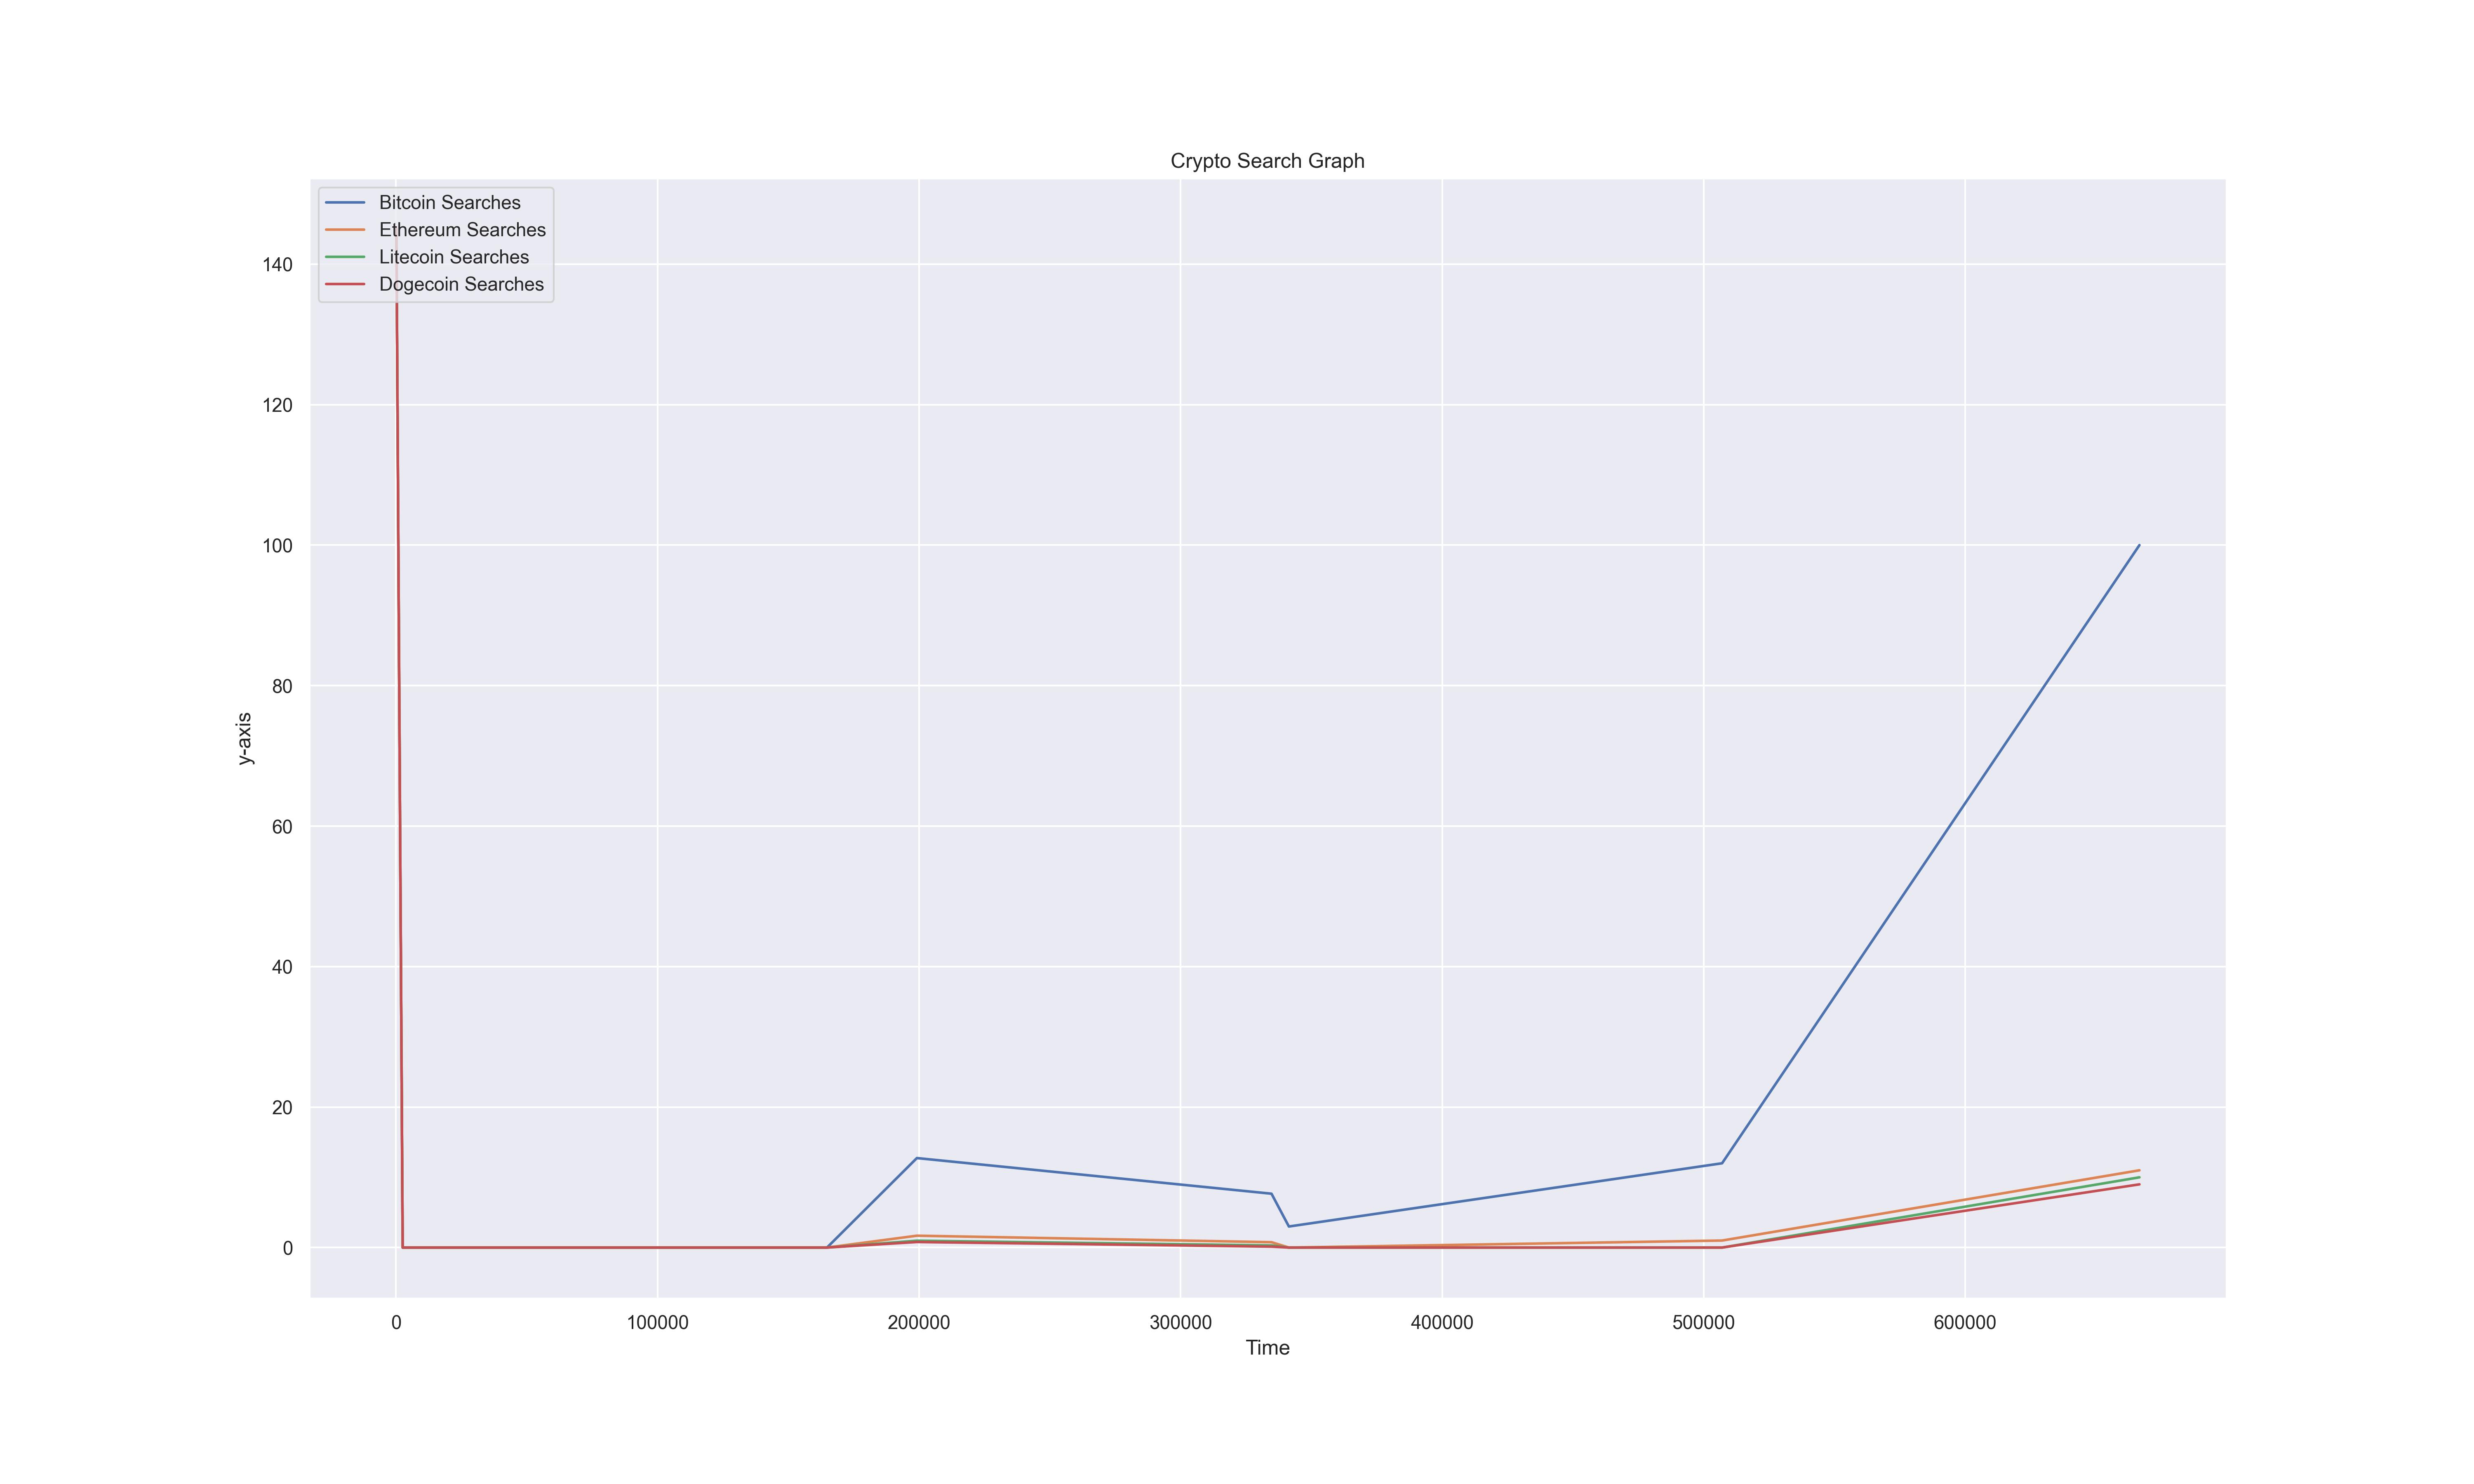 Crypto Search Graph
Bitcoin Searches
Ethereum Searches
Litecoin Searches
Dogecoin Searches
140
120
100
80
60
40
20
0
y-axis
0 100000 200000 300000 400000 500000 600000
Time